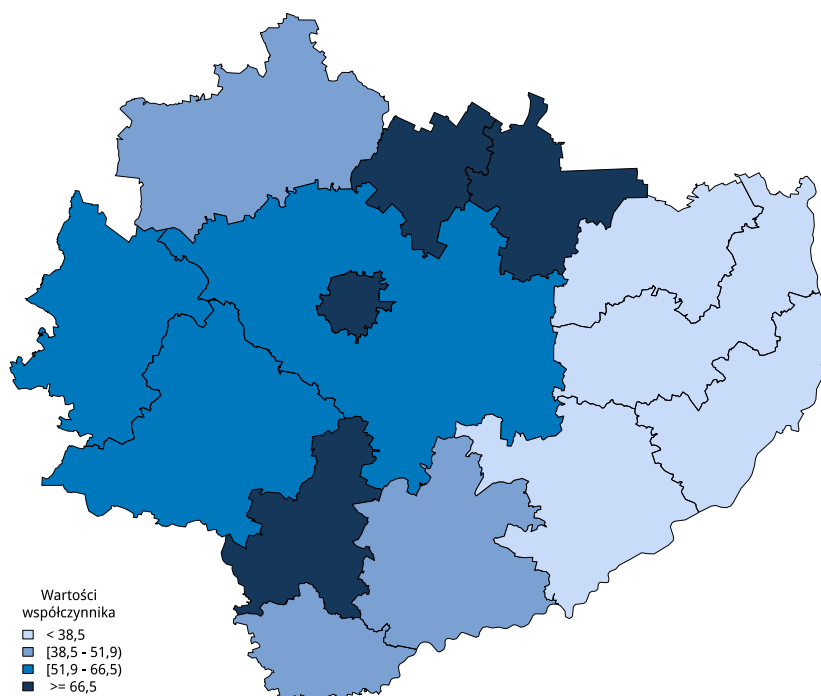 Wartości
współczynnika
< 38,5
[38,5 - 51,9)
[51,9 - 66,5)
>= 66,5